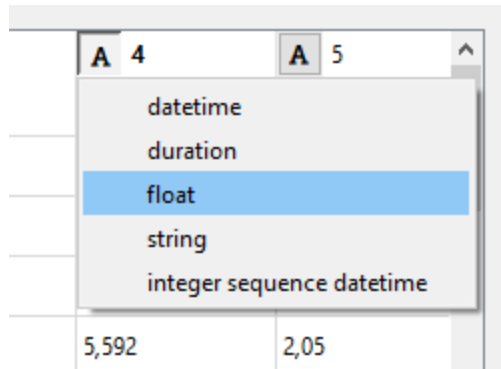 A 4 A 5
datetime
duration
float
string
integer sequence datetime
5,592 2,05